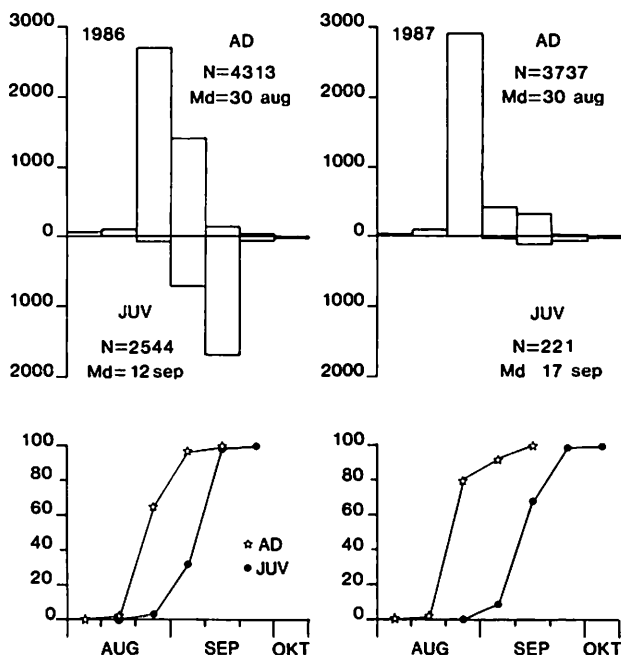 3000
2000
1000
0
1000
2000
1986
AD
N=4313
Md=30 aug
JUV
N=2544
Md=12 sep
3000
2000
1000
0
1000
2000
1987
AD
N=3737
Md=30 aug
JUV
N=221
Md 17 sep
100
80
60
40
20
0
AD
JUV
AUG SEP OKT
100
80
60
40
20
0
AUG SEP OKT